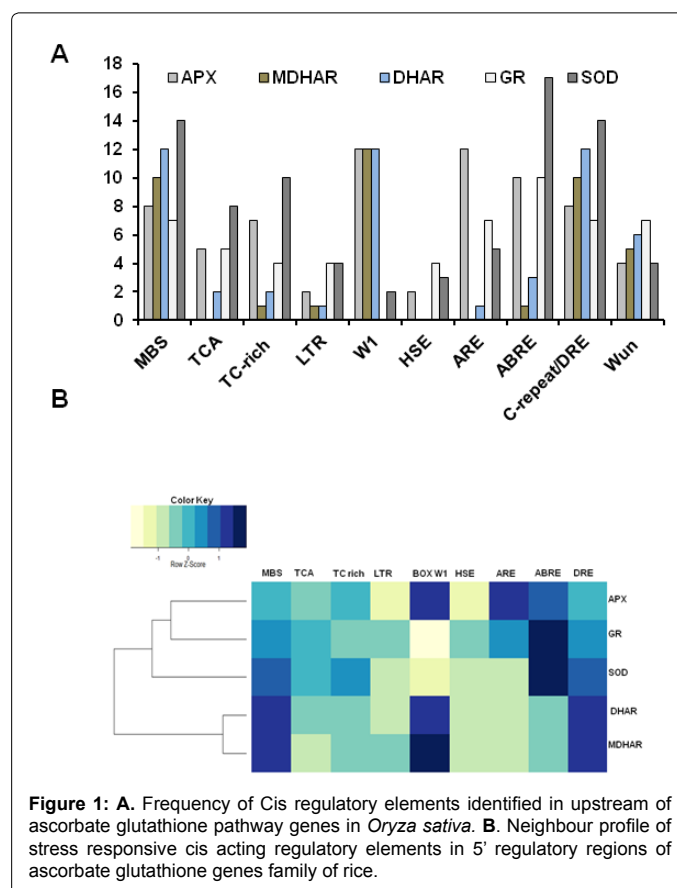 A
18
16
14
12
10
8
6
4
2
0
APX MDHAR DHAR GR SOD
MBS TCA TC-rich LTR W1 HSE ARE ABRE C-repeat/DRE Wun
B
Color Key
-1 0 1
Row Z-Score
MBS TCA TC rich LTR BOX W1 HSE ARE ABRE DRE
APX
GR
SOD
DHAR
MDHAR
Figure 1: A. Frequency of Cis regulatory elements identified in upstream of
ascorbate glutathione pathway genes in Oryza sativa. B. Neighbour profile of
stress responsive cis acting regulatory elements in 5’ regulatory regions of
ascorbate glutathione genes family of rice.